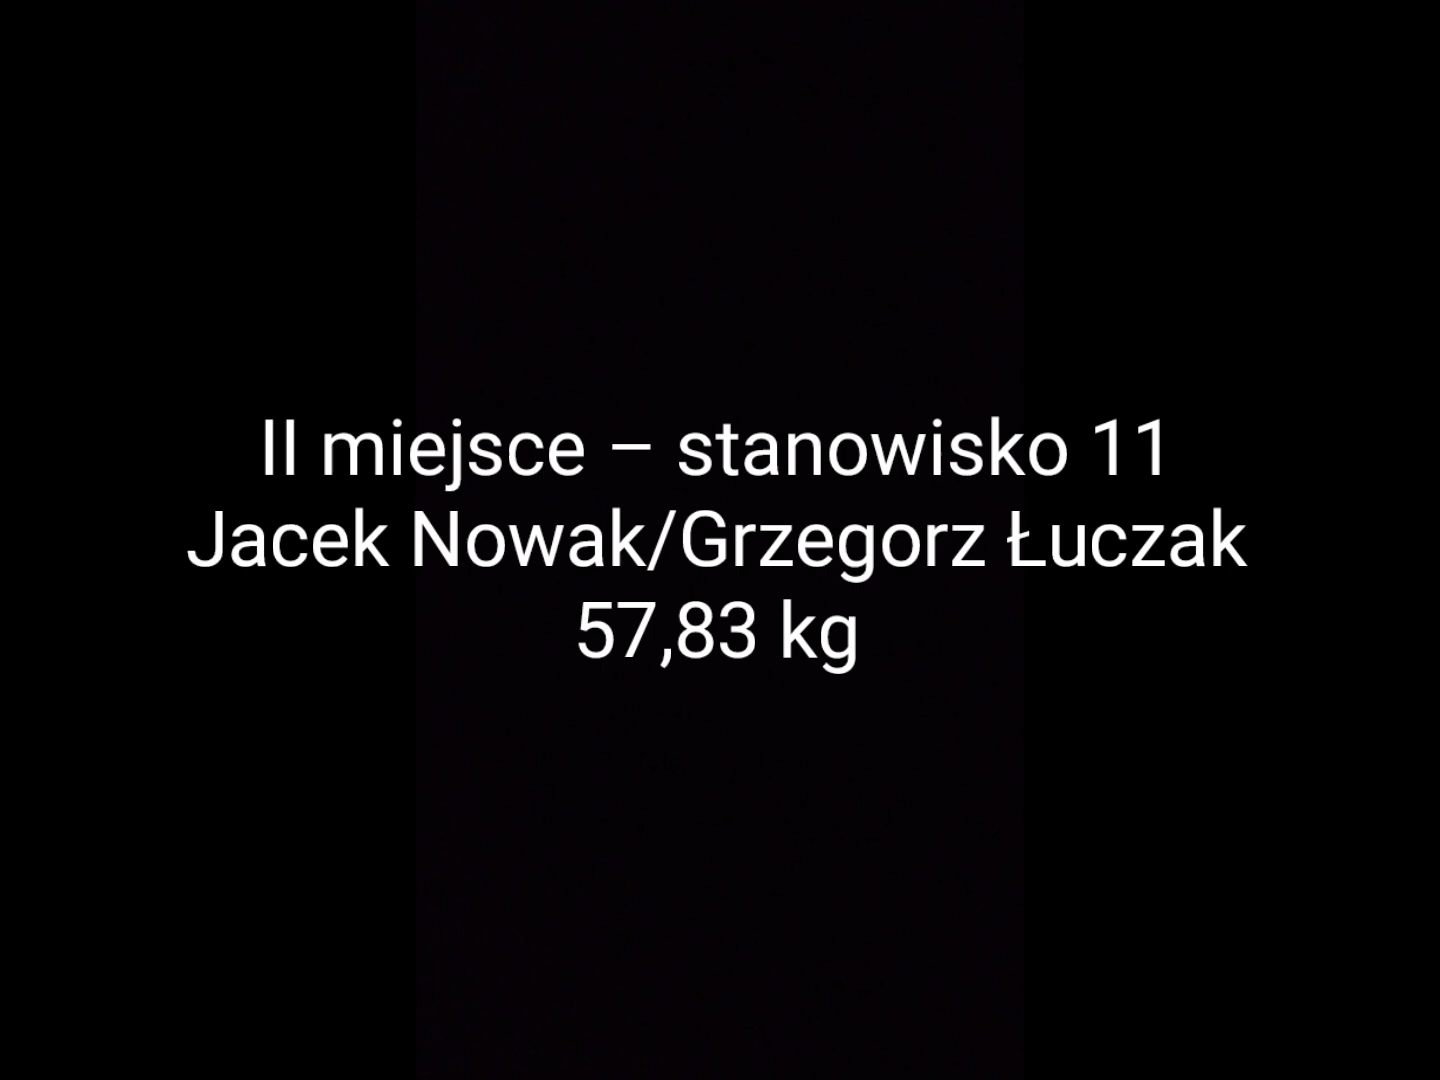 II miejsce – stanowisko 11
Jacek Nowak/Grzegorz Łuczak
57,83 kg